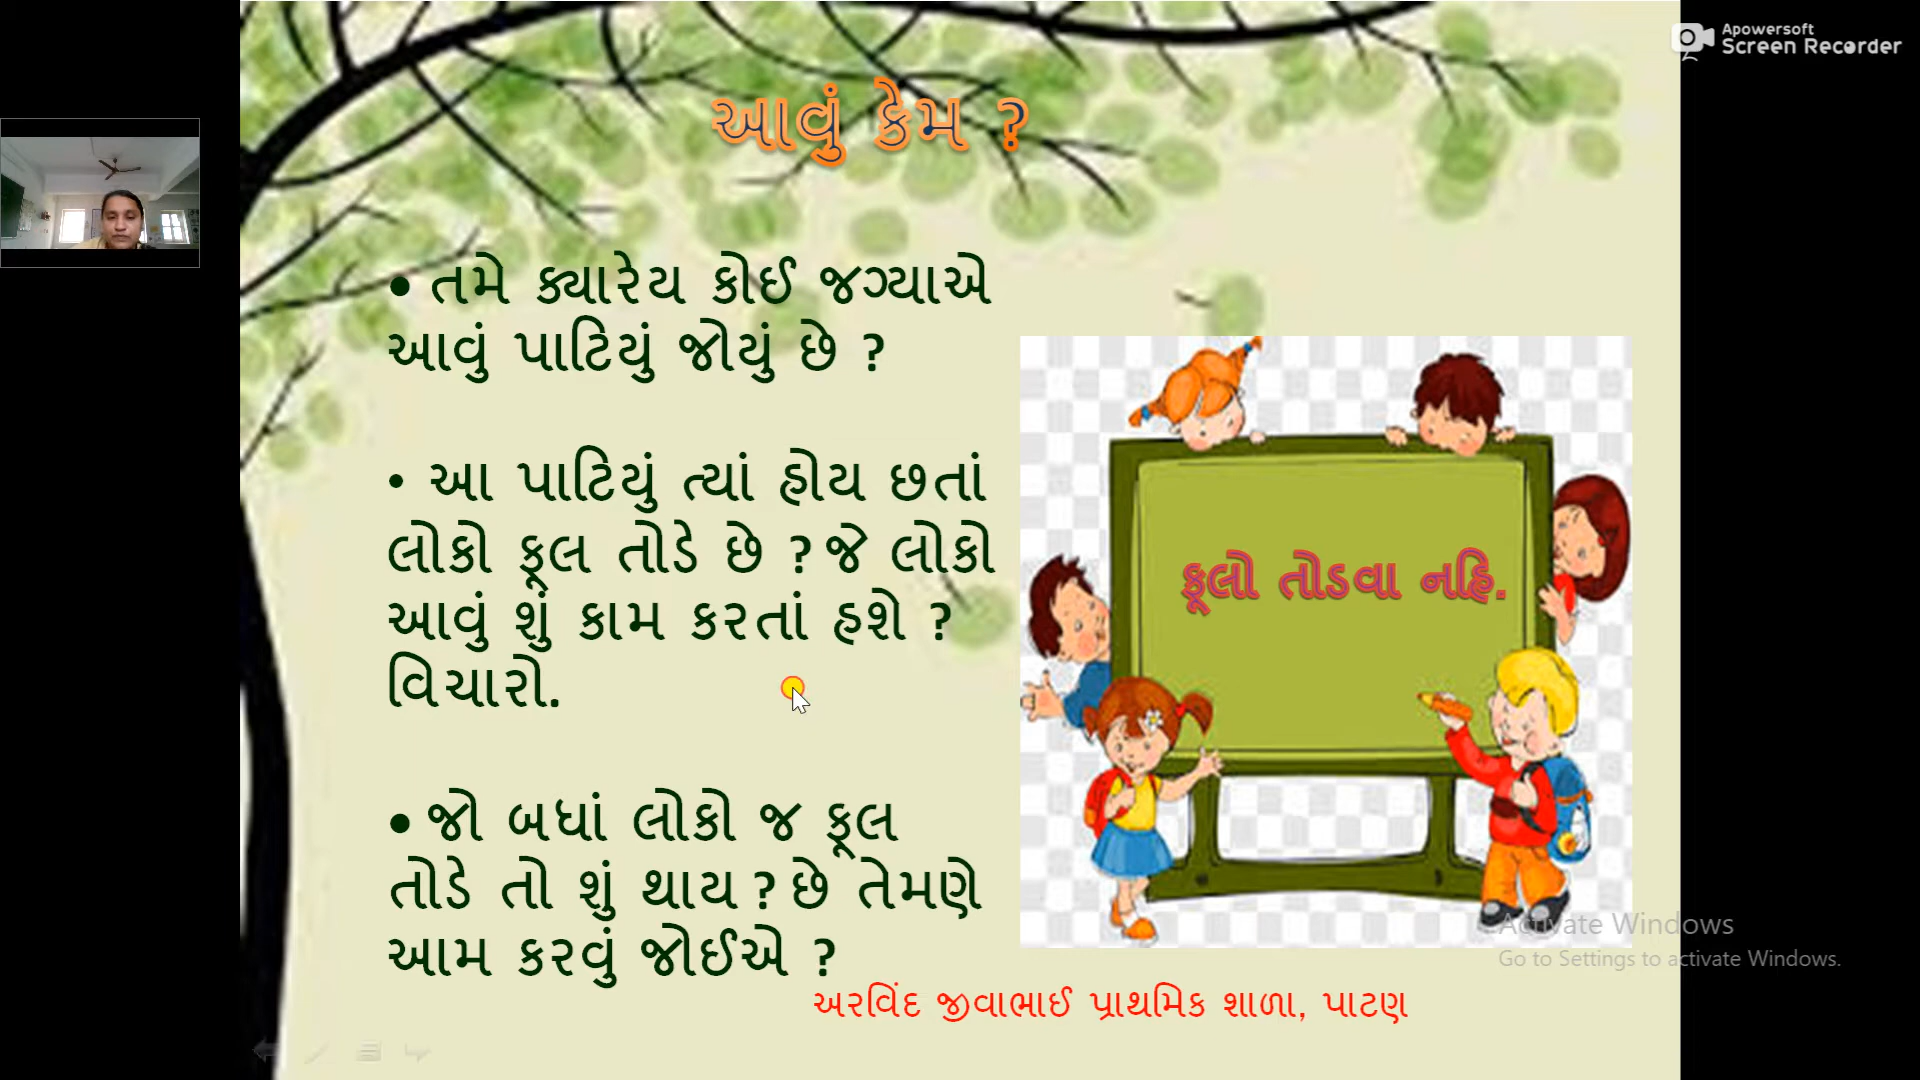 Apowersoft
Screen Recorder
આવું કેમ ?
• તમે ક્યારેય કોઈ જગ્યાએ
આવું પાટિયું જોયું છે ?
• આ પાટિયું ત્યાં હોય છતાં
લોકો ફૂલ તોડે છે ? જે લોકો
આવું શું કામ કરતાં હશે ?
વિચારો.
• જો બધાં લોકો જ ફૂલ
તોડે તો શું થાય ? છે તેમણે
આમ કરવું જોઈએ ?
ફૂલો તોડવા નહિ.
Activate Windows
Go to Settings to activate Windows.
અરવિંદ જીવાભાઈ પ્રાથમિક શાળા, પાટણ